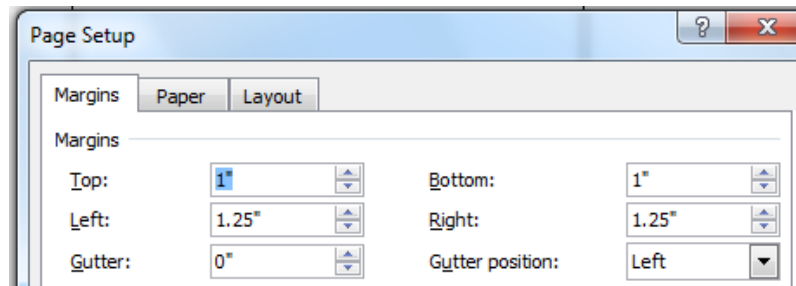 Page Setup
Margins Paper Layout
Margins
Top: 1" Bottom: 1"
Left: 1.25" Right: 1.25"
Gutter: 0" Gutter position: Left